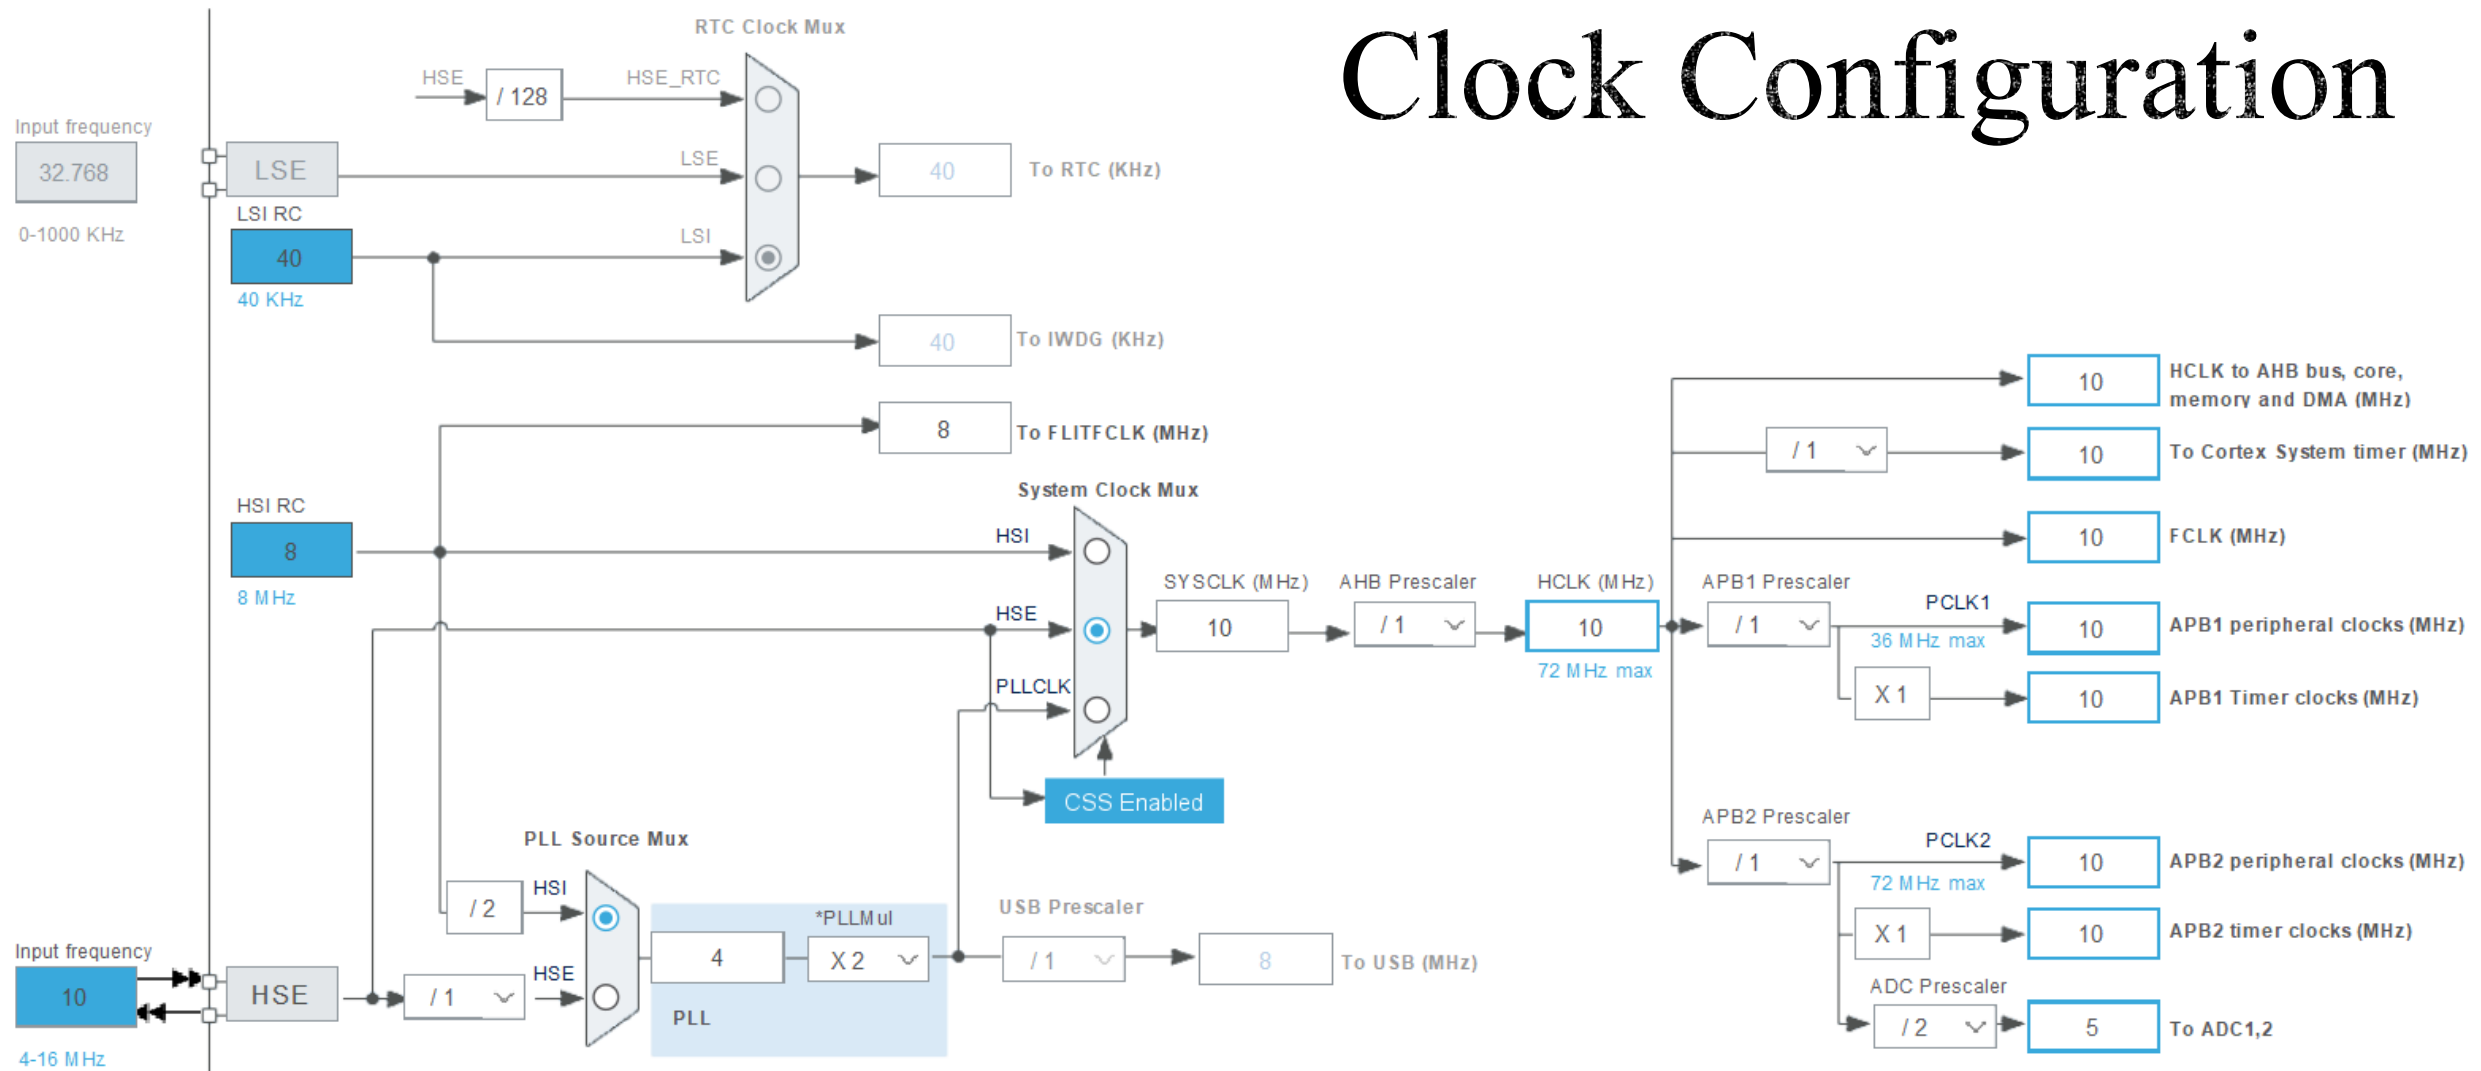 Clock Configuration
RTC Clock Mux
HSE
/ 128
HSE_RTC
Input frequency
32.768
0-1000 KHz
LSE
LSE
40
To RTC (KHz)
LSI RC
40
40 KHz
LSI
40
To IWDG (KHz)
8
To FLITFCLK (MHz)
HSI RC
8
8 MHz
System Clock Mux
HSI
HSE
PLLCLK
CSS Enabled
SYSCLK (MHz)
10
AHB Prescaler
/ 1
HCLK (MHz)
10
72 MHz max
10
HCLK to AHB bus, core,
memory and DMA (MHz)
/ 1
10
To Cortex System timer (MHz)
10
FCLK (MHz)
APB1 Prescaler
/ 1
PCLK1
36 MHz max
10
APB1 peripheral clocks (MHz)
X 1
10
APB1 Timer clocks (MHz)
APB2 Prescaler
/ 1
PCLK2
72 MHz max
10
APB2 peripheral clocks (MHz)
X 1
10
APB2 timer clocks (MHz)
ADC Prescaler
/ 2
5
To ADC1,2
PLL Source Mux
/ 2
HSI
Input frequency
10
4-16 MHz
HSE
/ 1
HSE
4
*PLLMul
X 2
PLL
USB Prescaler
/ 1
8
To USB (MHz)